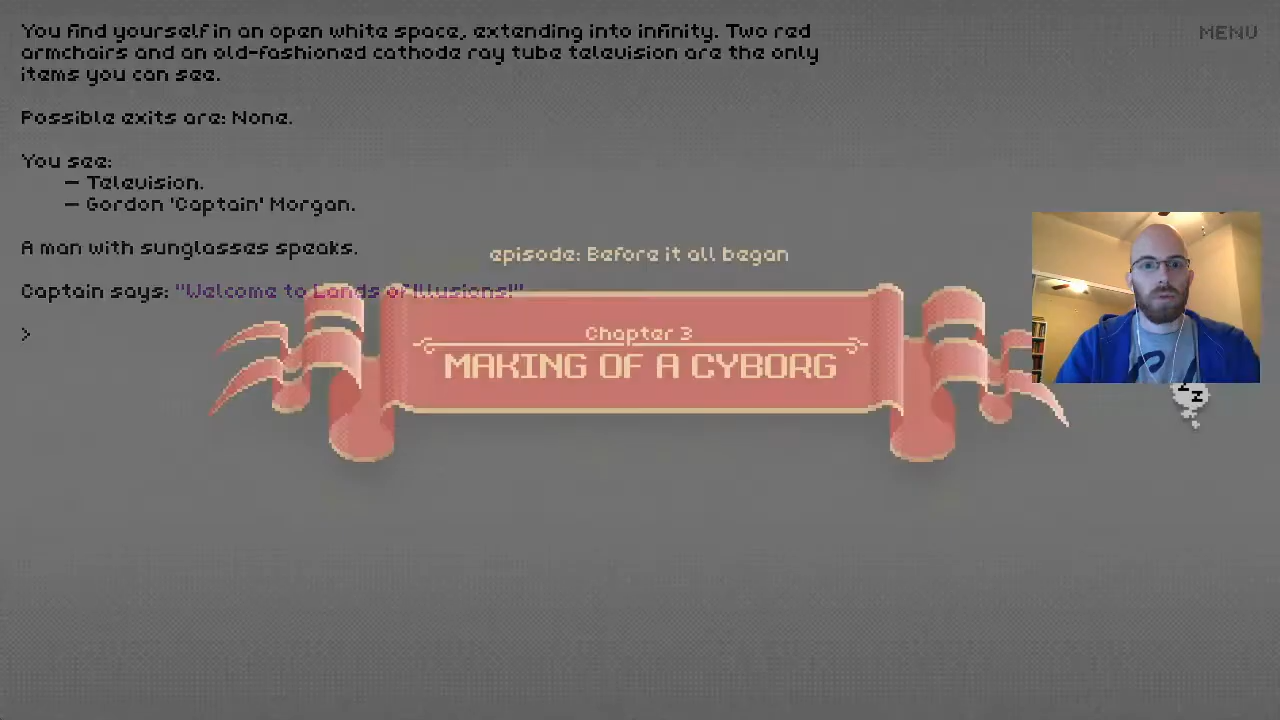 You find yourself in an open white space, extending into infinity. Two red
armchairs and an old-fashioned cathode ray tube television are the only
items you can see.
MENU
Possible exits are: None.
You see:
– Television.
– Gordon 'Captain' Morgan.
A man with sunglasses speaks.
episode: Before it all began
Captain says: "Welcome to Lands of Illusions!"
>
Chapter 3
MAKING OF A CYBORG
z